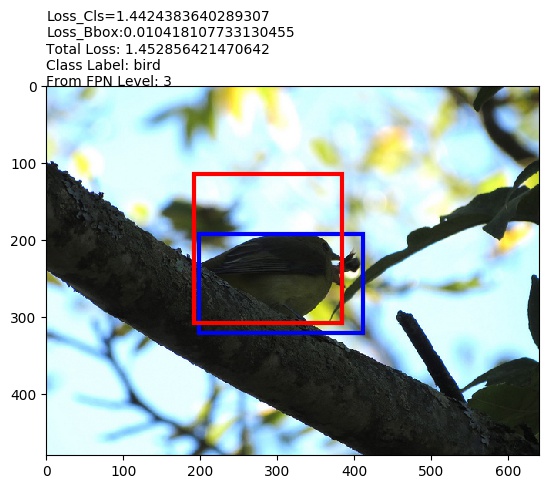 Loss_Cls=1.4424383640289307
Loss_Bbox:0.010418107733130455
Total Loss: 1.452856421470642
Class Label: bird
From FPN Level: 3
0
100
200
300
400
0 100 200 300 400 500 600